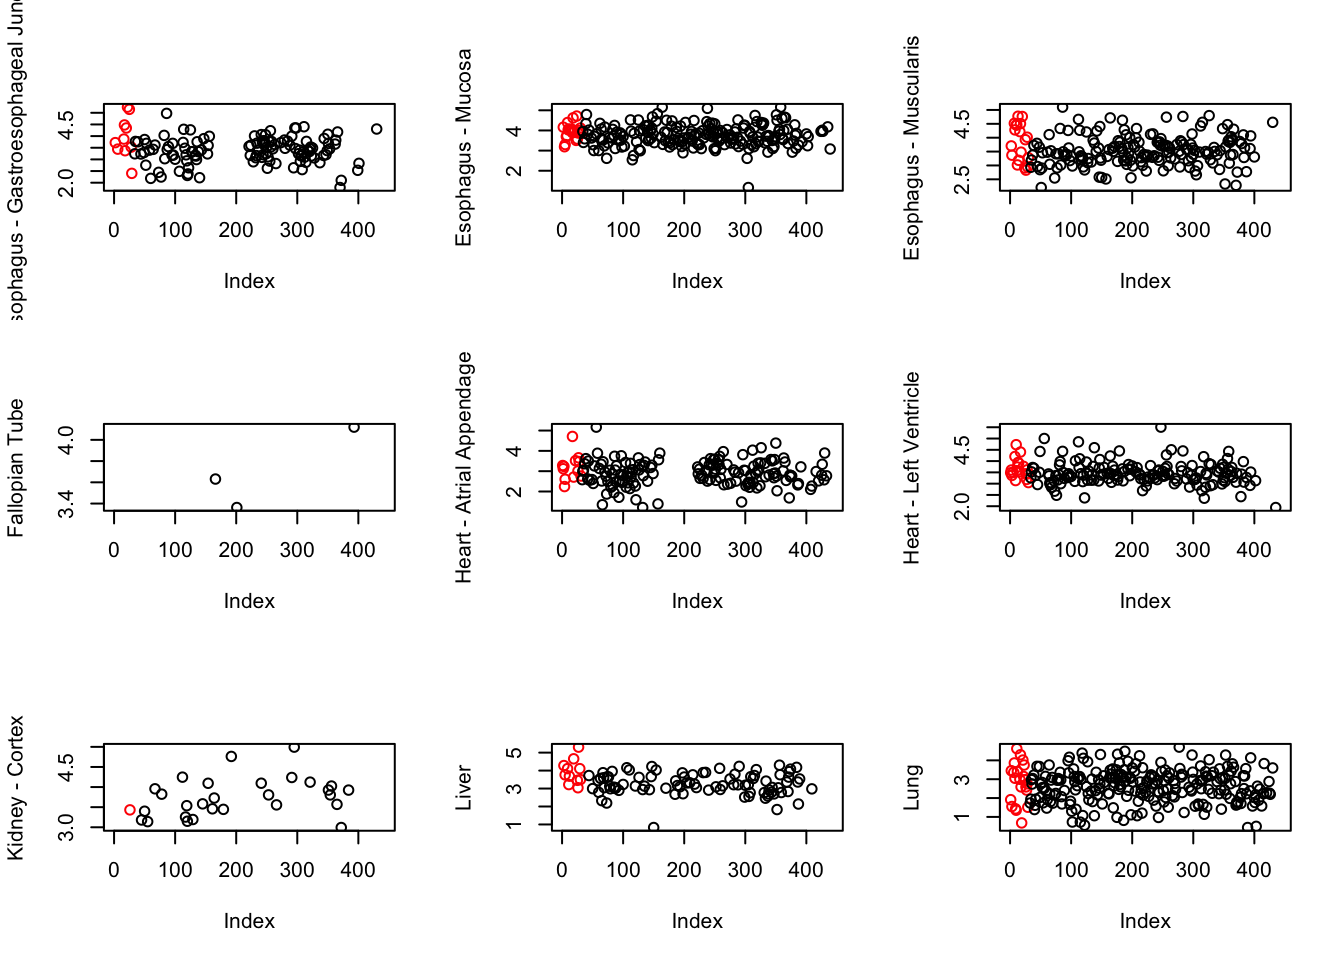 sophagus - Gastroesophageal Junc
2.0 4.5
0 100 200 300 400
Index
Esophagus - Mucosa
2 4
0 100 200 300 400
Index
Esophagus - Muscularis
2.5 4.5
0 100 200 300 400
Index
Fallopian Tube
3.4 4.0
0 100 200 300 400
Index
Heart - Atrial Appendage
2 4
0 100 200 300 400
Index
Heart - Left Ventricle
2.0 4.5
0 100 200 300 400
Index
Kidney - Cortex
3.0 4.5
0 100 200 300 400
Index
Liver
1 3 5
0 100 200 300 400
Index
Lung
1 3
0 100 200 300 400
Index